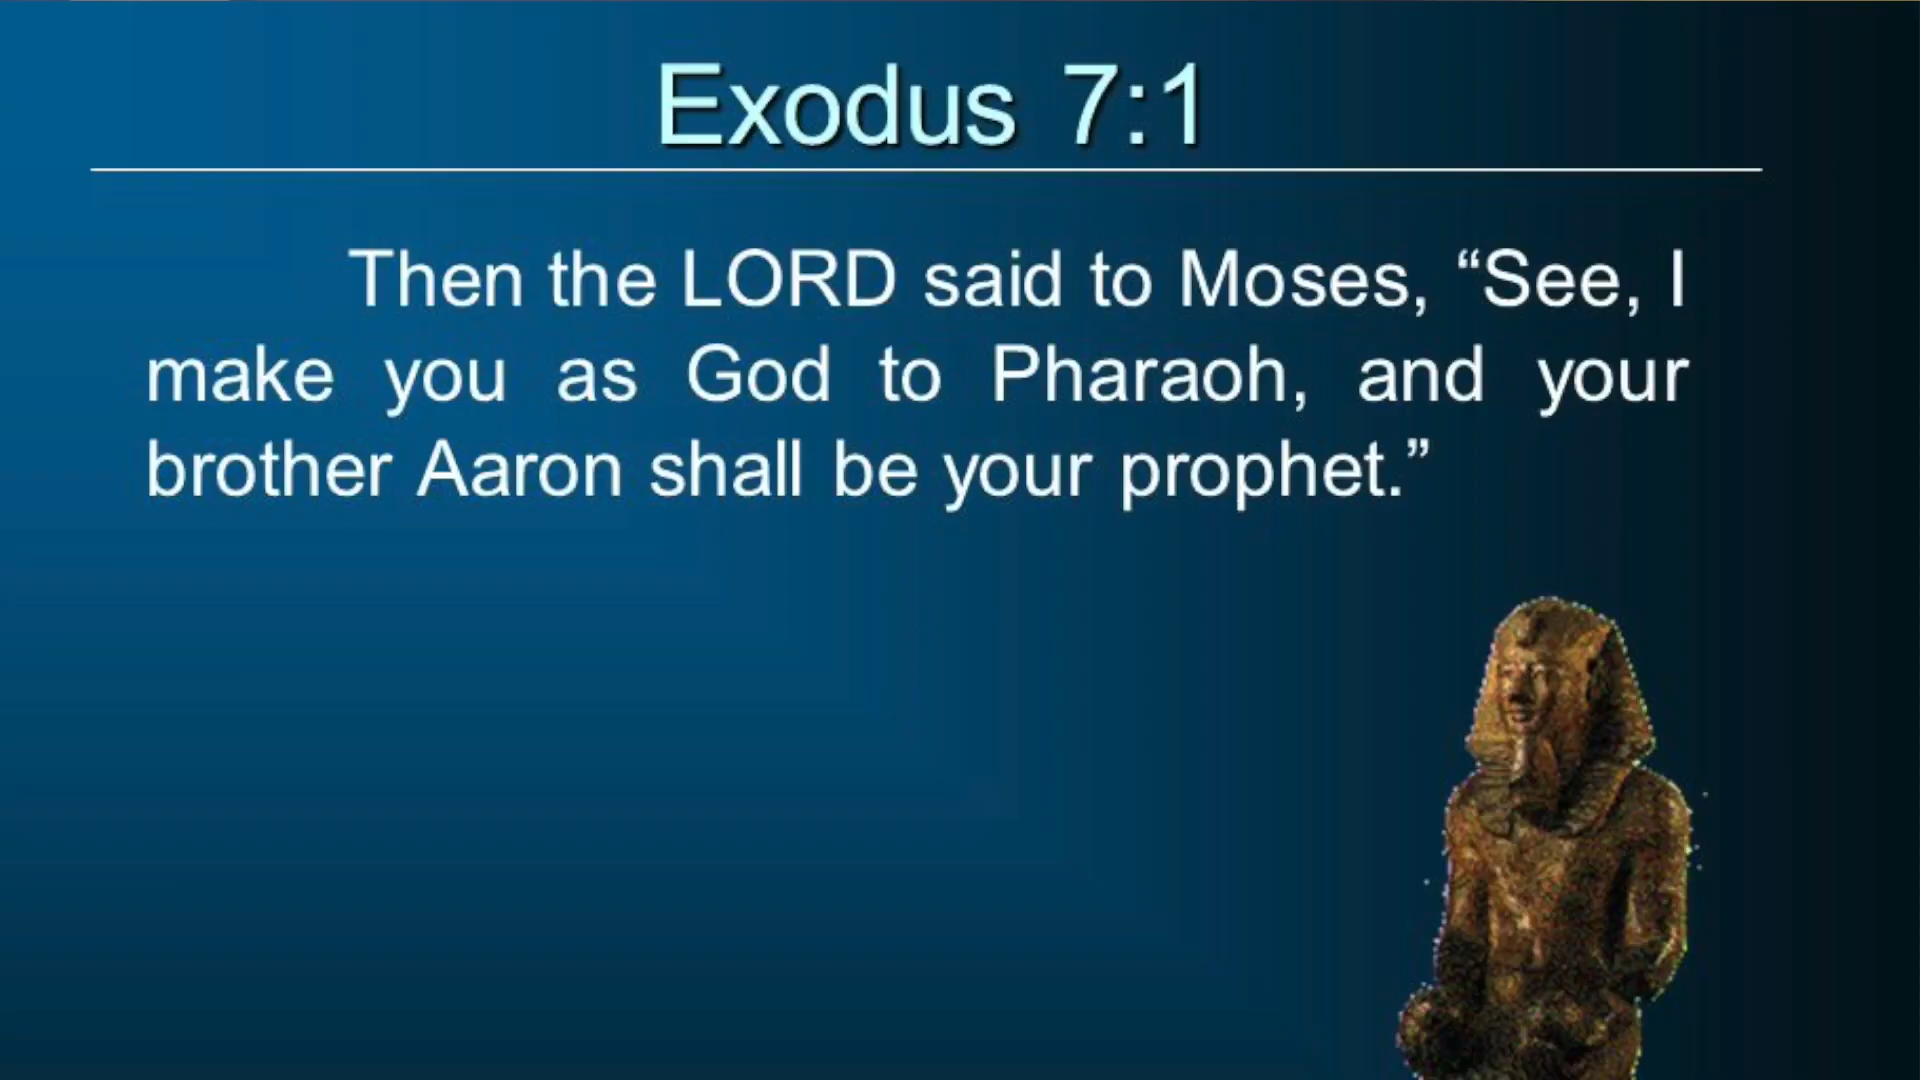 Exodus 7:1
Then the LORD said to Moses, “See, I
make you as God to Pharaoh, and your
brother Aaron shall be your prophet.”